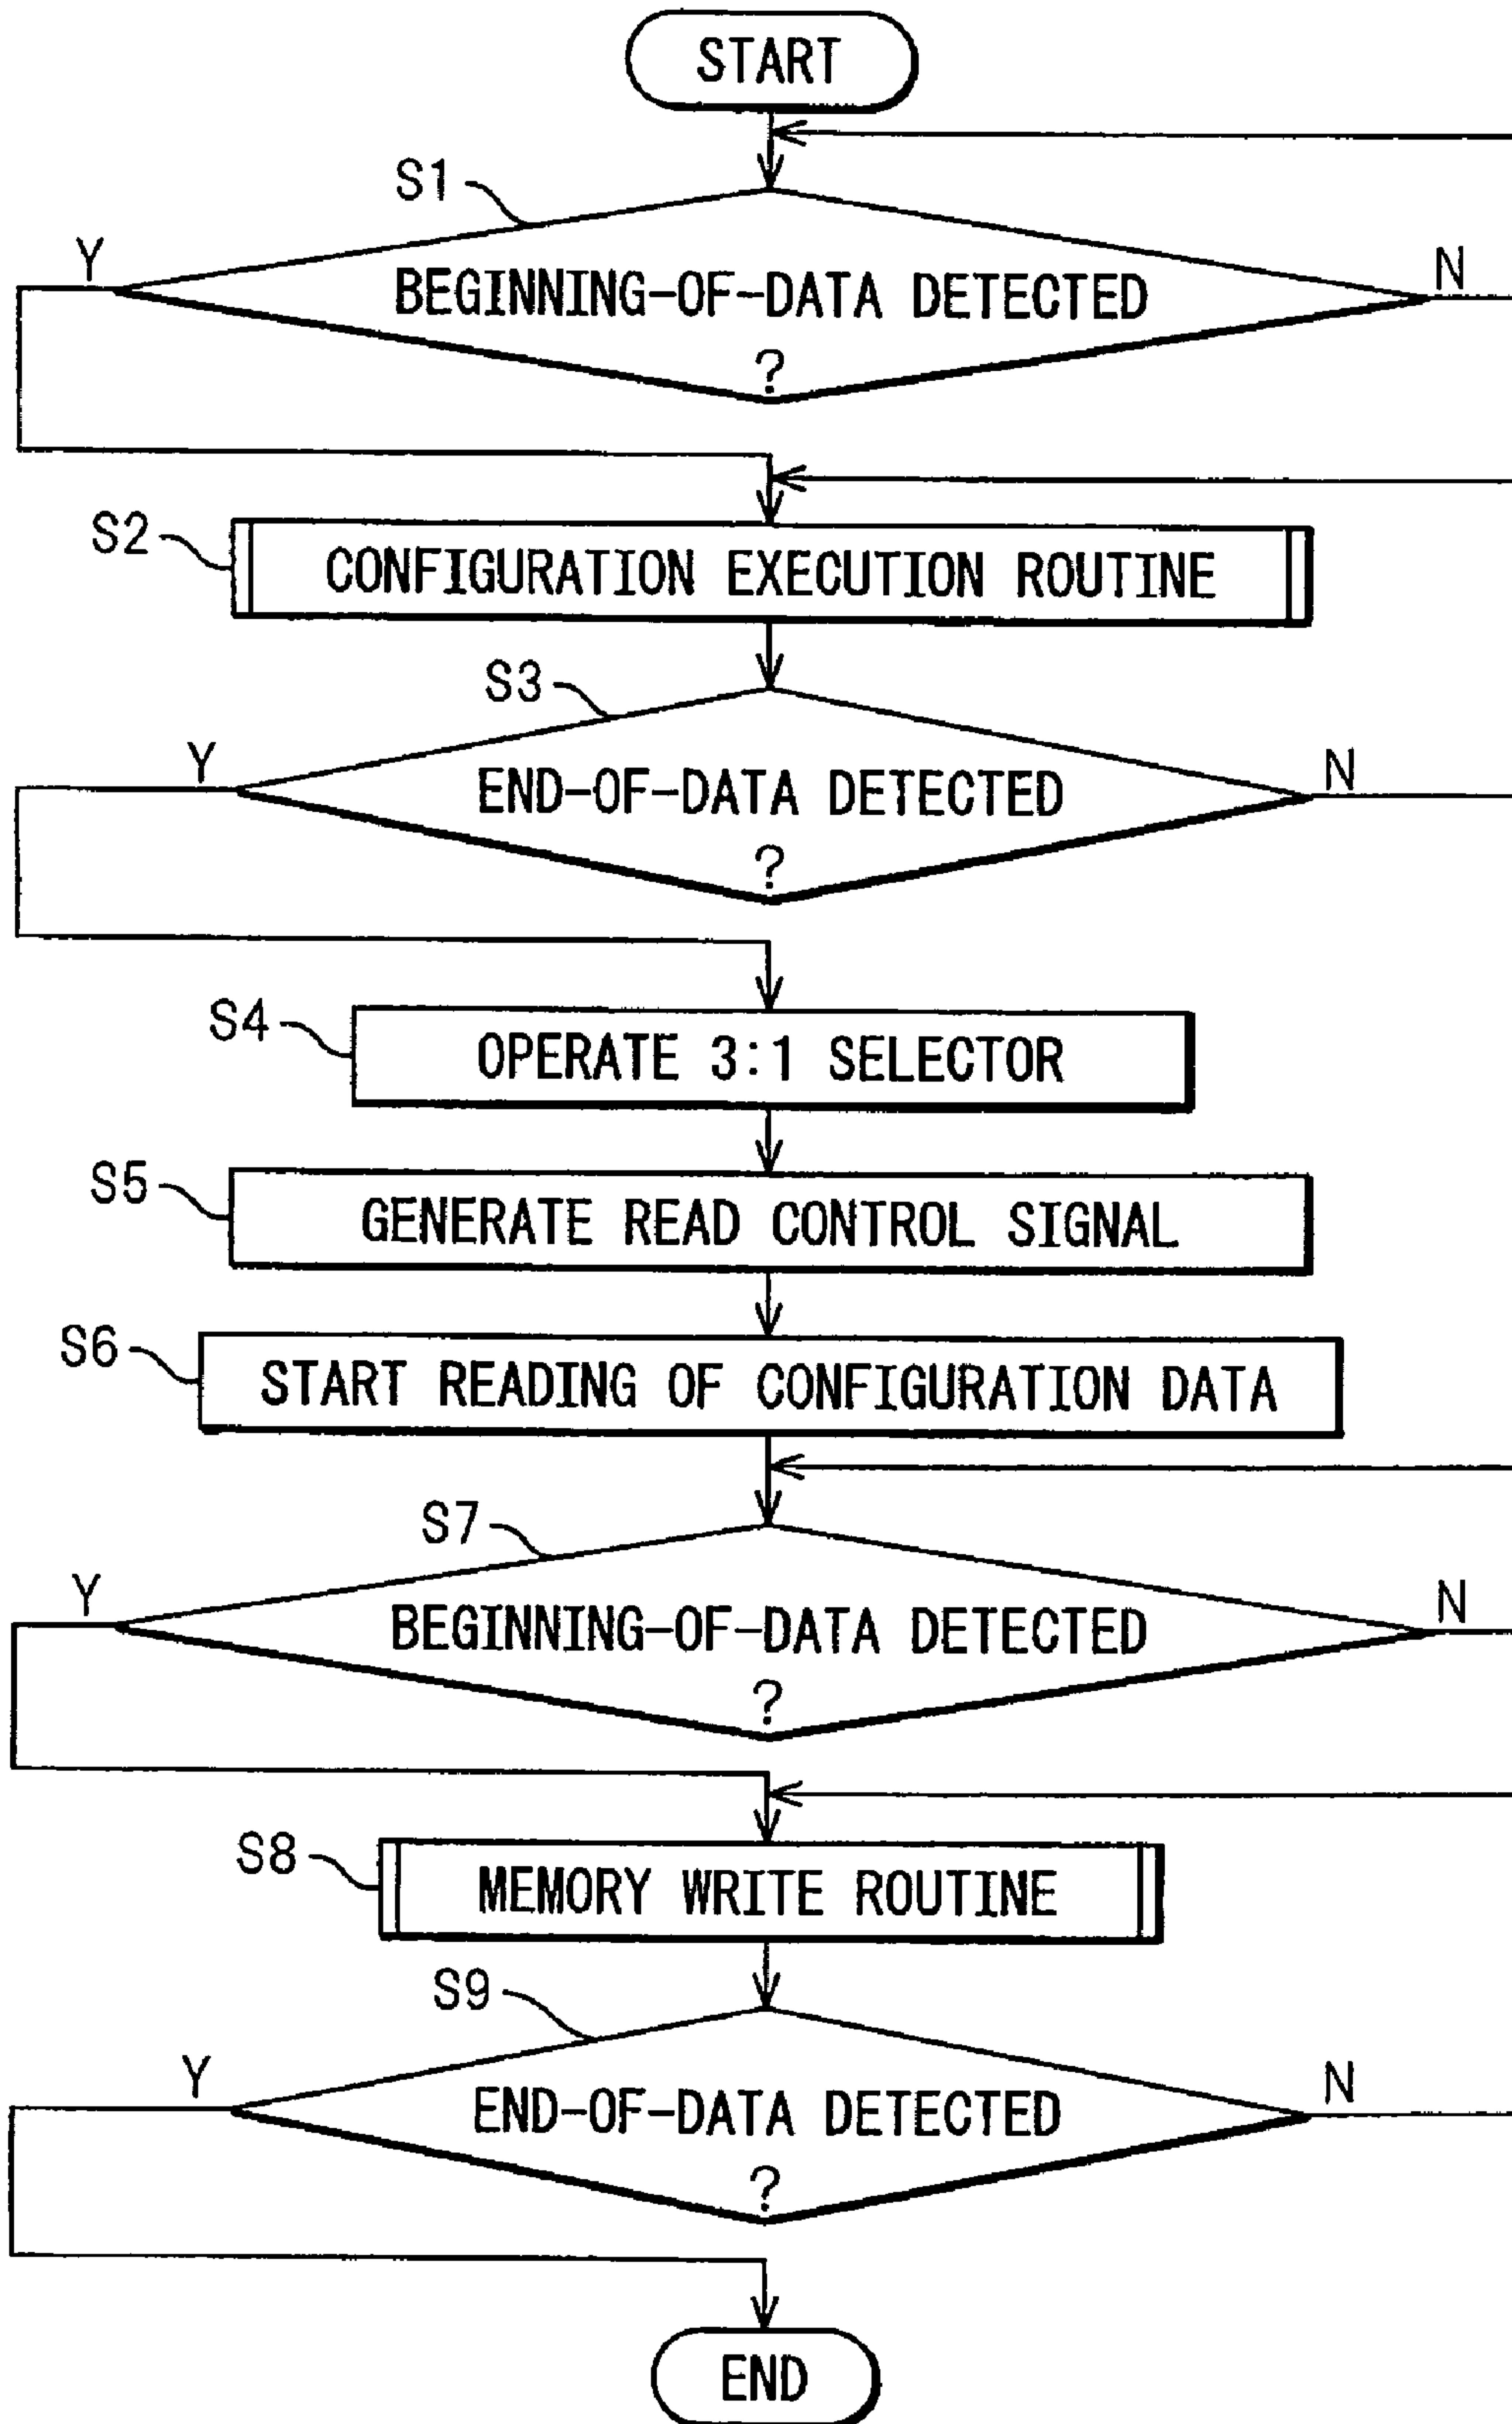 START
S1
Y
N
BEGINNING-OF-DATA DETECTED
?
S2
CONFIGURATION EXECUTION ROUTINE
S3
Y
N
END-OF-DATA DETECTED
?
S4
OPERATE 3:1 SELECTOR
S5
GENERATE READ CONTROL SIGNAL
S6
START READING OF CONFIGURATION DATA
S7
Y
N
BEGINNING-OF-DATA DETECTED
?
S8
MEMORY WRITE ROUTINE
S9
Y
N
END-OF-DATA DETECTED
?
END